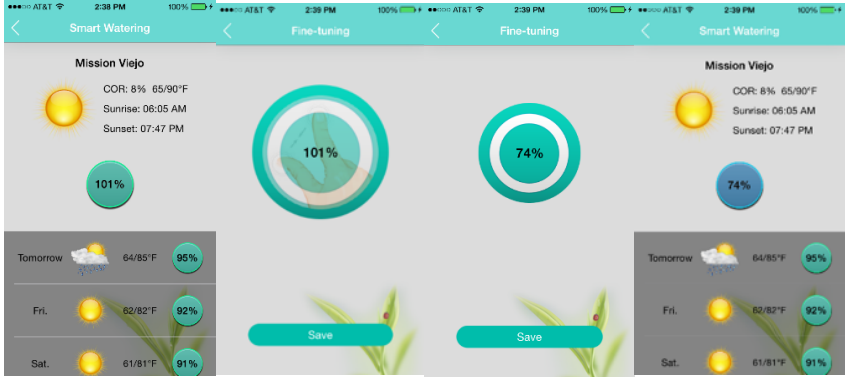 AT&T 2:38 PM 100%
Smart Watering
Mission Viejo
COR: 8% 65/90°F
Sunrise: 06:05 AM
Sunset: 07:47 PM
101%
Tomorrow 64/85°F 95%
Fri. 62/82°F 92%
Sat. 61/81°F 91%
AT&T 2:39 PM 100%
Fine-tuning
101%
Save
AT&T 2:39 PM 100%
Fine-tuning
74%
Save
AT&T 2:39 PM 100%
Smart Watering
Mission Viejo
COR: 8% 65/90°F
Sunrise: 06:05 AM
Sunset: 07:47 PM
74%
Tomorrow 64/85°F 95%
Fri. 62/82°F 92%
Sat. 61/81°F 91%